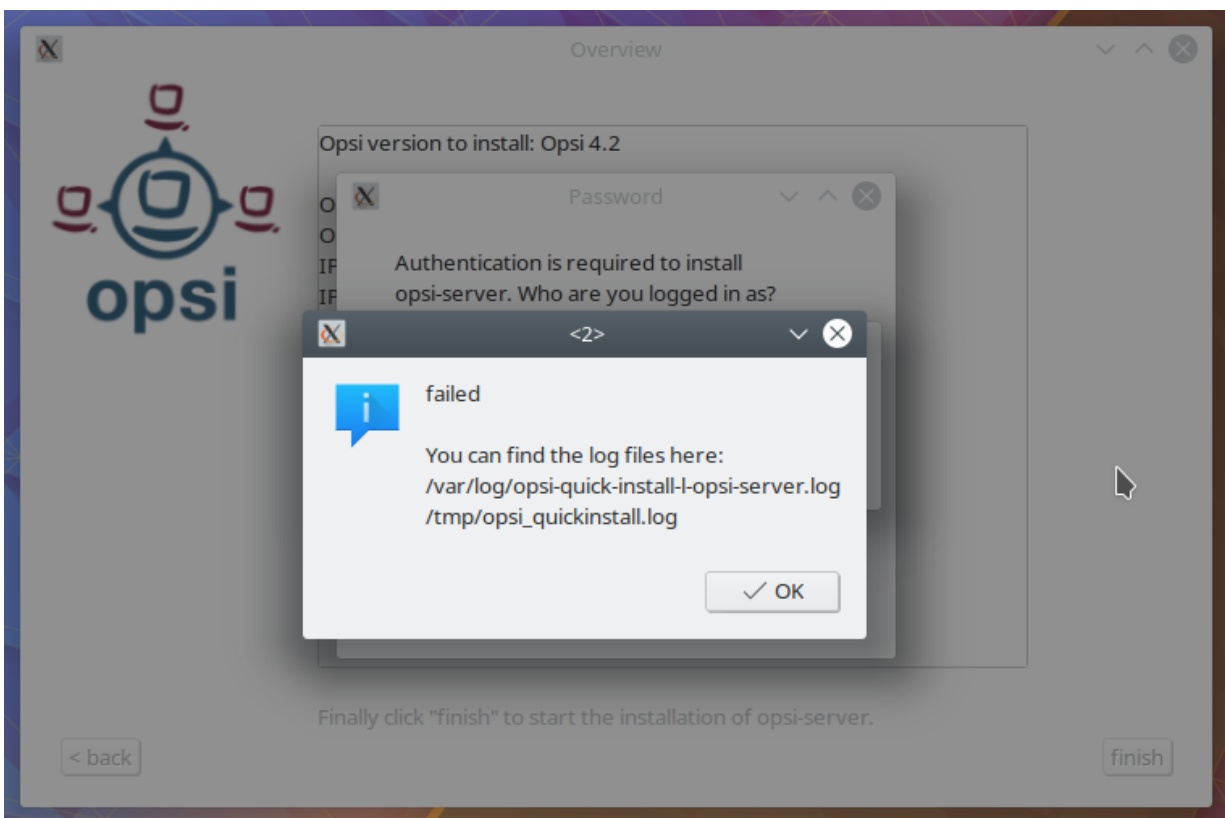 Overview
opsi
Opsi version to install: Opsi 4.2
O
O
IP
IP
Password
Authentication is required to install
opsi-server. Who are you logged in as?
<2>
failed
You can find the log files here:
/var/log/opsi-quick-install-l-opsi-server.log
/tmp/opsi_quickinstall.log
OK
Finally click "finish" to start the installation of opsi-server.
< back
finish